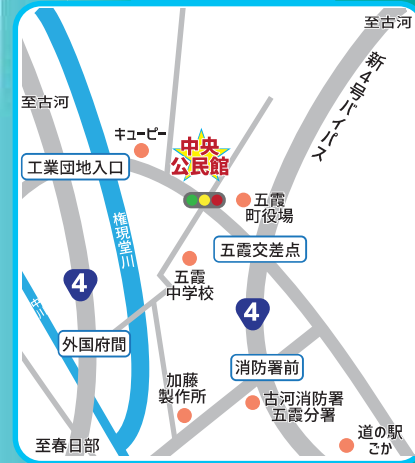 至古河
新4号バイパス
至古河
キューピー
中央
公民館
工業団地入口
五霞
町役場
権現堂川
五霞交差点
五霞
中学校
4
4
中川
外国府間
消防署前
加藤
製作所
古河消防署
五霞分署
道の駅
ごか
至春日部